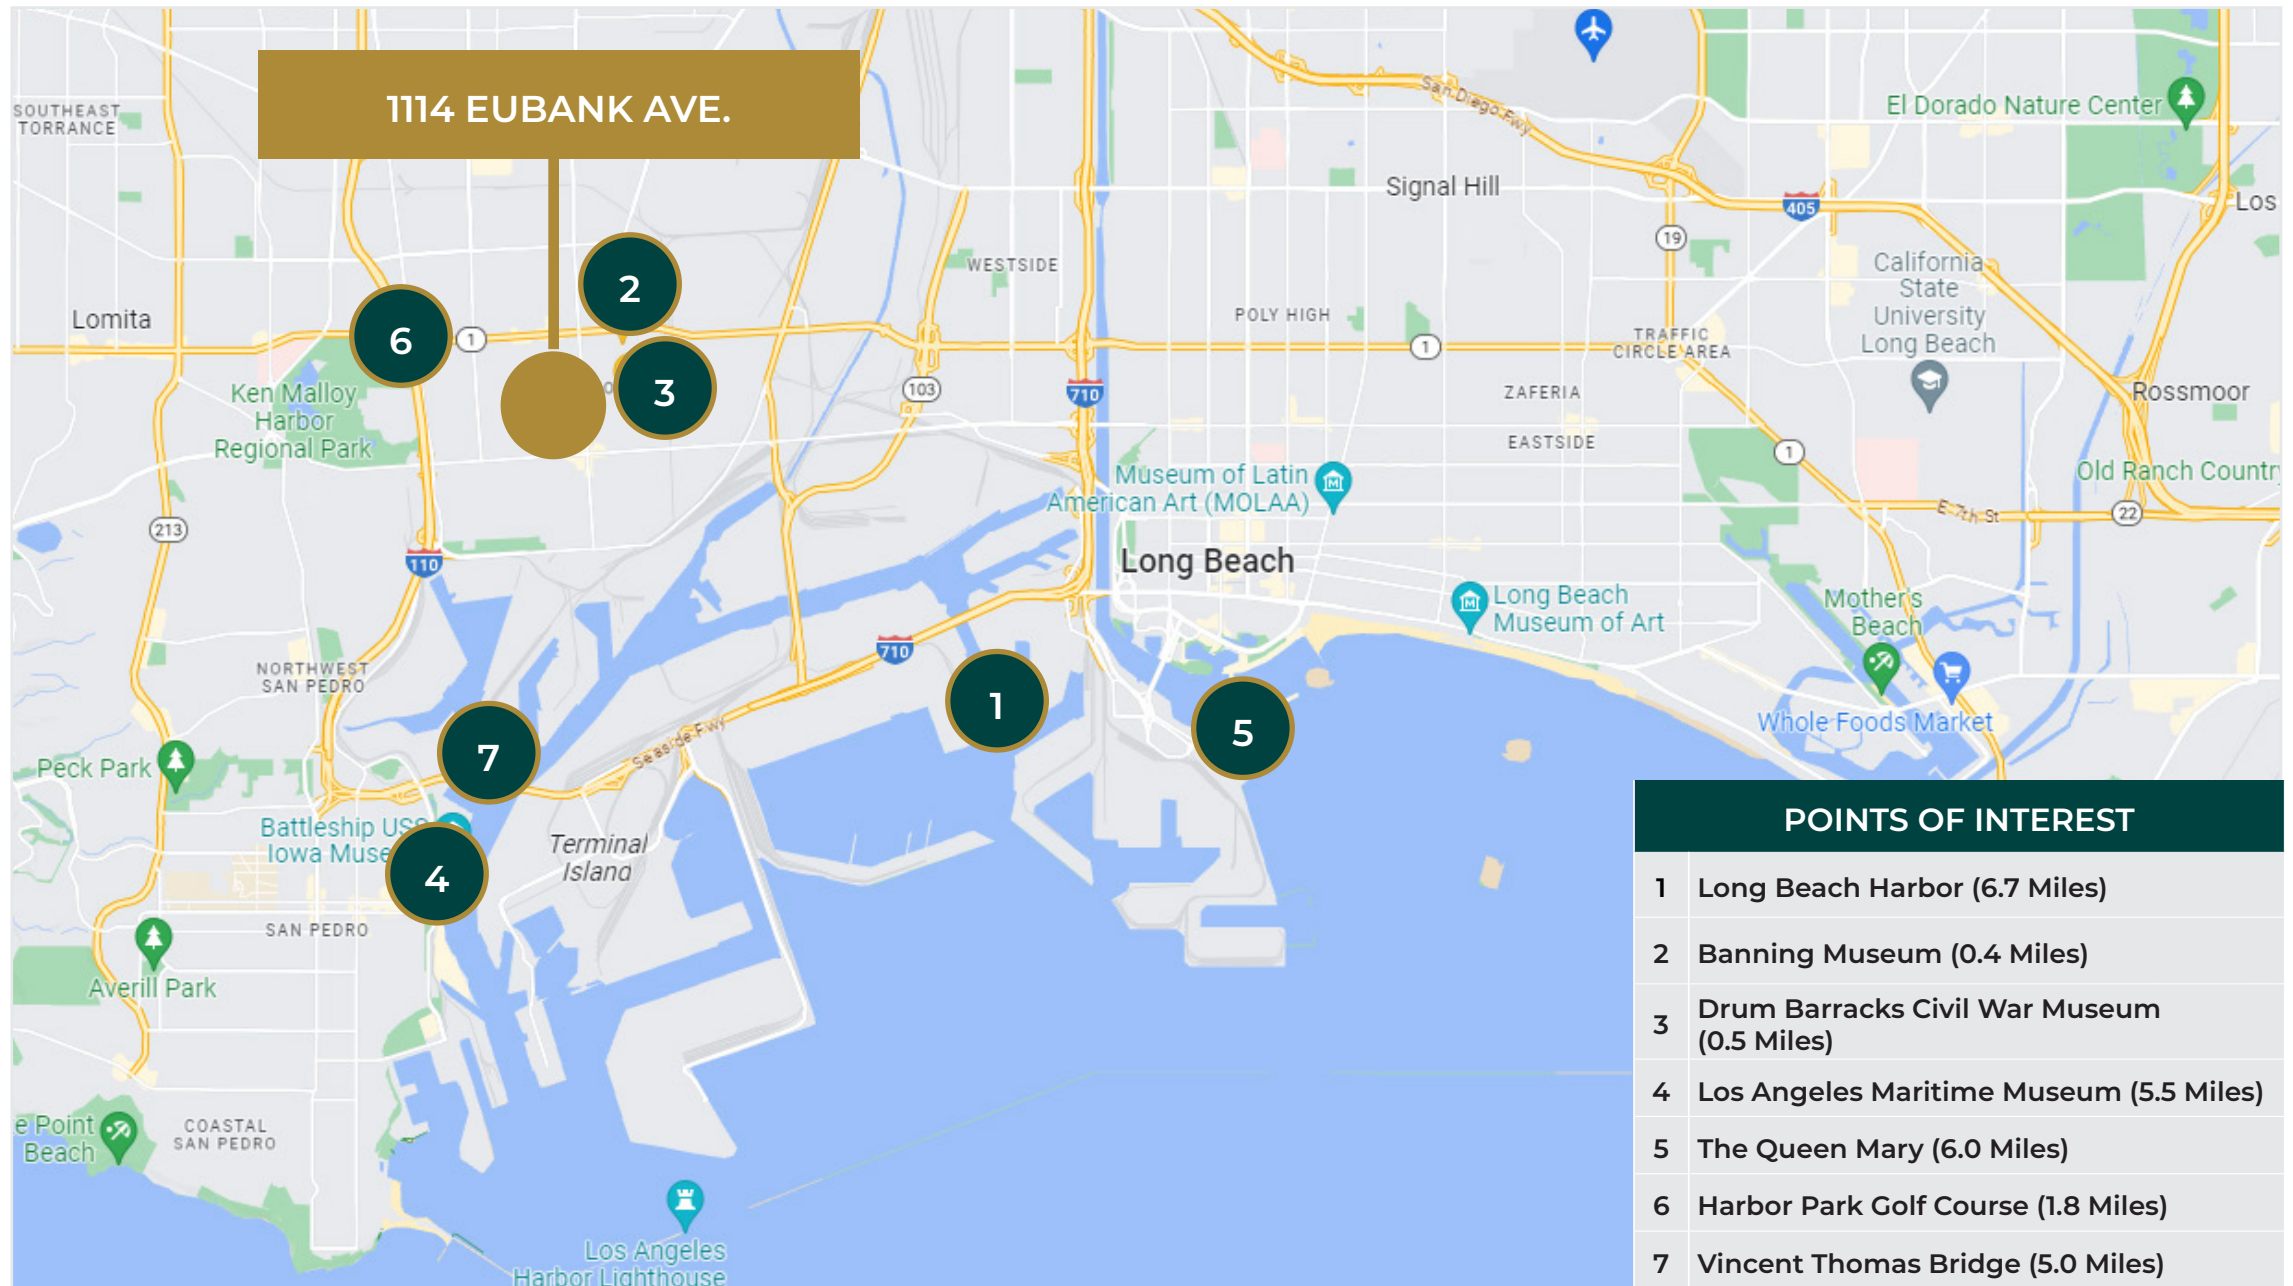 1114 EUBANK AVE.
SOUTHEAST
TORRANCE
El Dorado Nature Center
San Diego Fwy
Signal Hill
405
Los
19
WESTSIDE
2
California
State
University
Long Beach
Lomita
6
1
POLY HIGH
1
TRAFFIC
CIRCLE AREA
3
103
710
ZAFERIA
Rossmoor
Ken Malloy
Harbor
Regional Park
EASTSIDE
1
Museum of Latin
American Art (MOLAA)
Old Ranch Country
E 7th St
22
213
110
Long Beach
Long Beach
Museum of Art
Mother's
Beach
710
NORTHWEST
SAN PEDRO
1
5
Whole Foods Market
7
Seaside Fwy
Peck Park
Battleship USS
Iowa Muse
4
Terminal
Island
SAN PEDRO
Averill Park
e Point
Beach
COASTAL
SAN PEDRO
Los Angeles
Harbor Lighthouse
POINTS OF INTEREST
1 Long Beach Harbor (6.7 Miles)
2 Banning Museum (0.4 Miles)
3 Drum Barracks Civil War Museum
(0.5 Miles)
4 Los Angeles Maritime Museum (5.5 Miles)
5 The Queen Mary (6.0 Miles)
6 Harbor Park Golf Course (1.8 Miles)
7 Vincent Thomas Bridge (5.0 Miles)